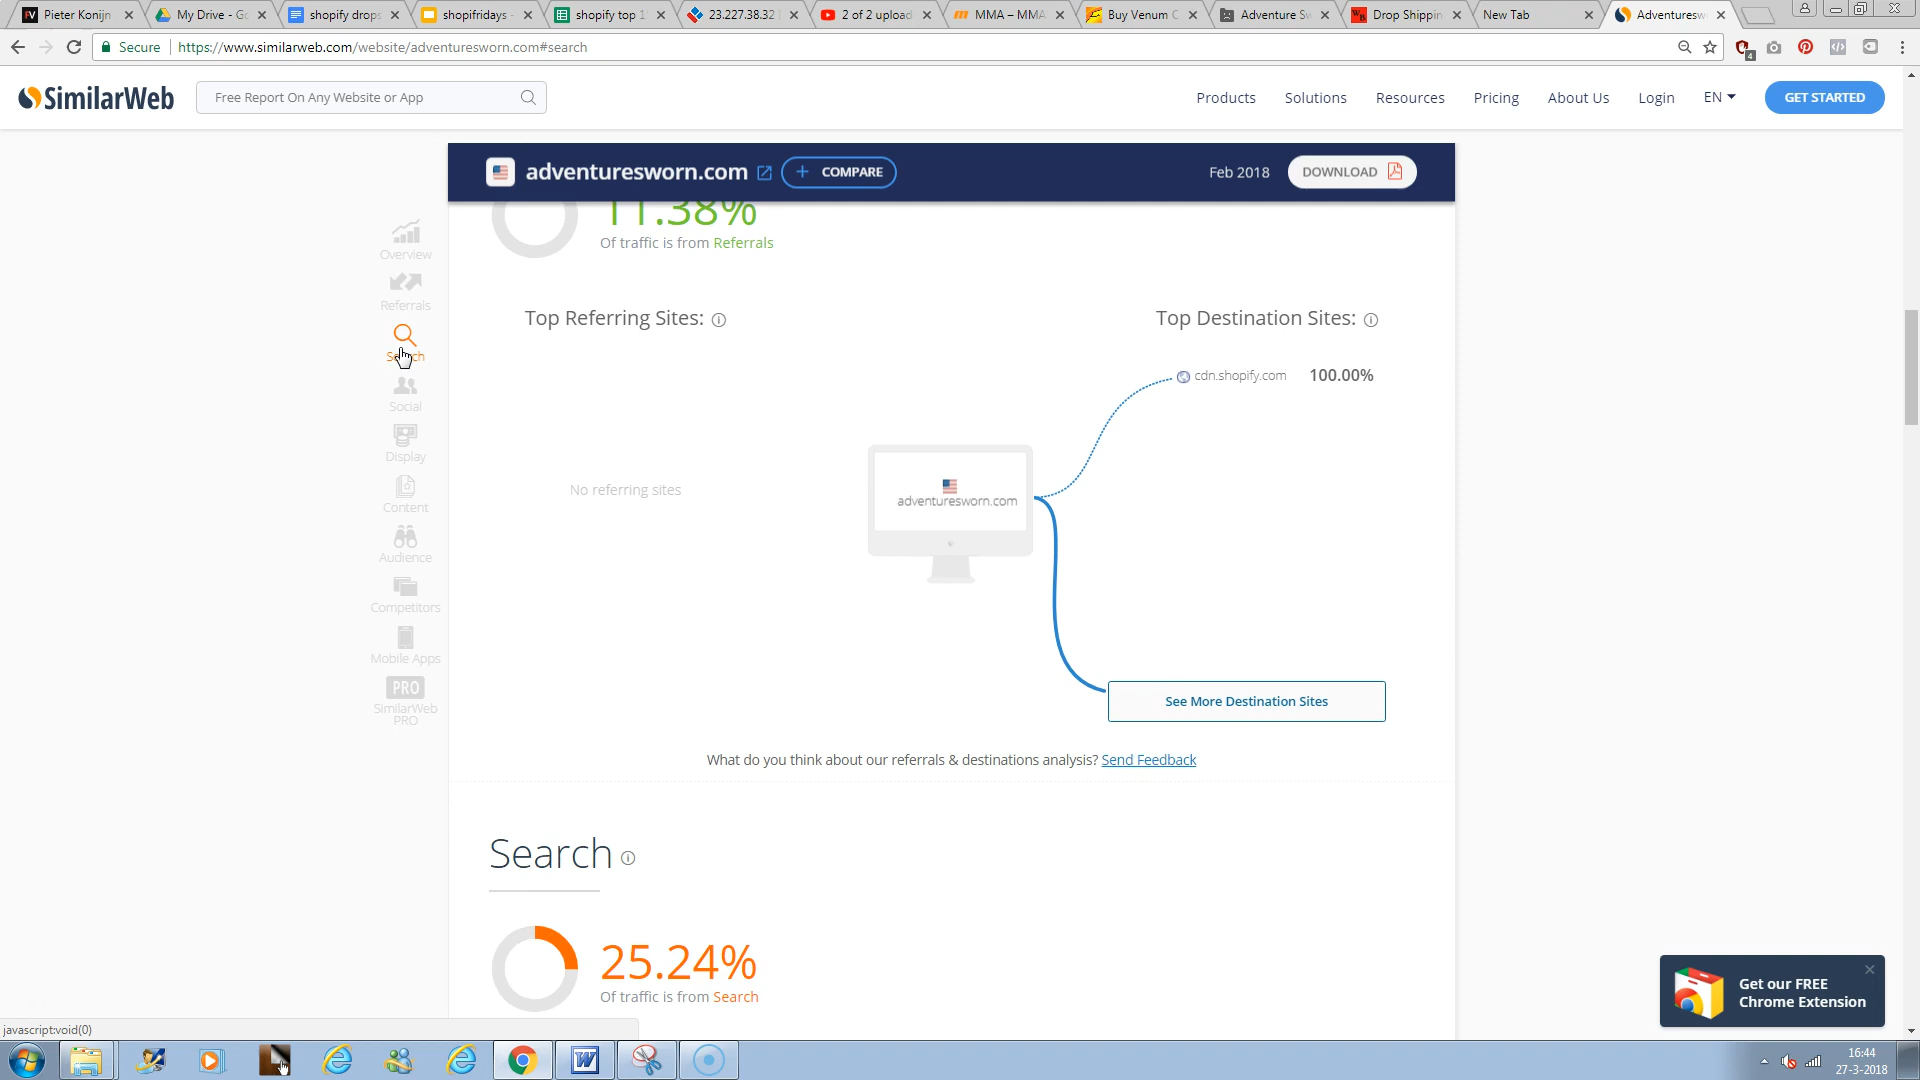 Pieter Konijn
My Drive - Go
shopify drops
shopifridays -
shopify top 1
23.227.38.32
2 of 2 upload
MMA – MMA
Buy Venum C
Adventure Sw
Drop Shippin
New Tab
Adventuresw
Secure
https://www.similarweb.com/website/adventuresworn.com#search
4
SimilarWeb
Free Report On Any Website or App
Products
Solutions
Resources
Pricing
About Us
Login
EN
GET STARTED
adventuresworn.com
+ COMPARE
Feb 2018
DOWNLOAD
11.38%
Of traffic is from Referrals
Overview
Referrals
Search
Social
Display
Content
Audience
Competitors
Mobile Apps
PRO
SimilarWeb
PRO
Top Referring Sites:
Top Destination Sites:
cdn.shopify.com 100.00%
No referring sites
adventuresworn.com
See More Destination Sites
What do you think about our referrals & destinations analysis? Send Feedback
Search
25.24%
Of traffic is from Search
Get our FREE
Chrome Extension
javascript:void(0)
16:44
27-3-2018